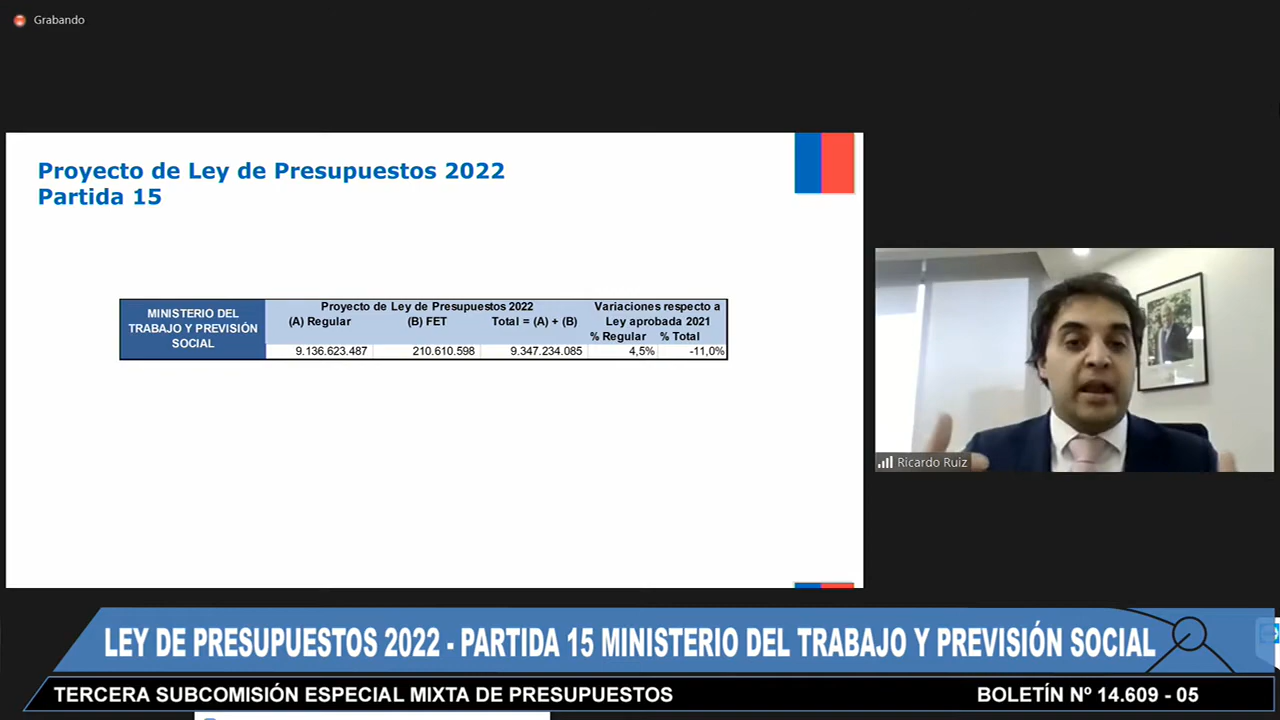 Grabando
Proyecto de Ley de Presupuestos 2022
Partida 15
MINISTERIO DEL
TRABAJO Y PREVISIÓN
SOCIAL
Proyecto de Ley de Presupuestos 2022
(A) Regular (B) FET Total = (A) + (B)
Variaciones respecto a
Ley aprobada 2021
% Regular % Total
9.136.623.487 210.610.598 9.347.234.085 4,5% -11,0%
Ricardo Ruiz
LEY DE PRESUPUESTOS 2022 - PARTIDA 15 MINISTERIO DEL TRABAJO Y PREVISIÓN SOCIAL
TERCERA SUBCOMISIÓN ESPECIAL MIXTA DE PRESUPUESTOS
BOLETÍN Nº 14.609 - 05